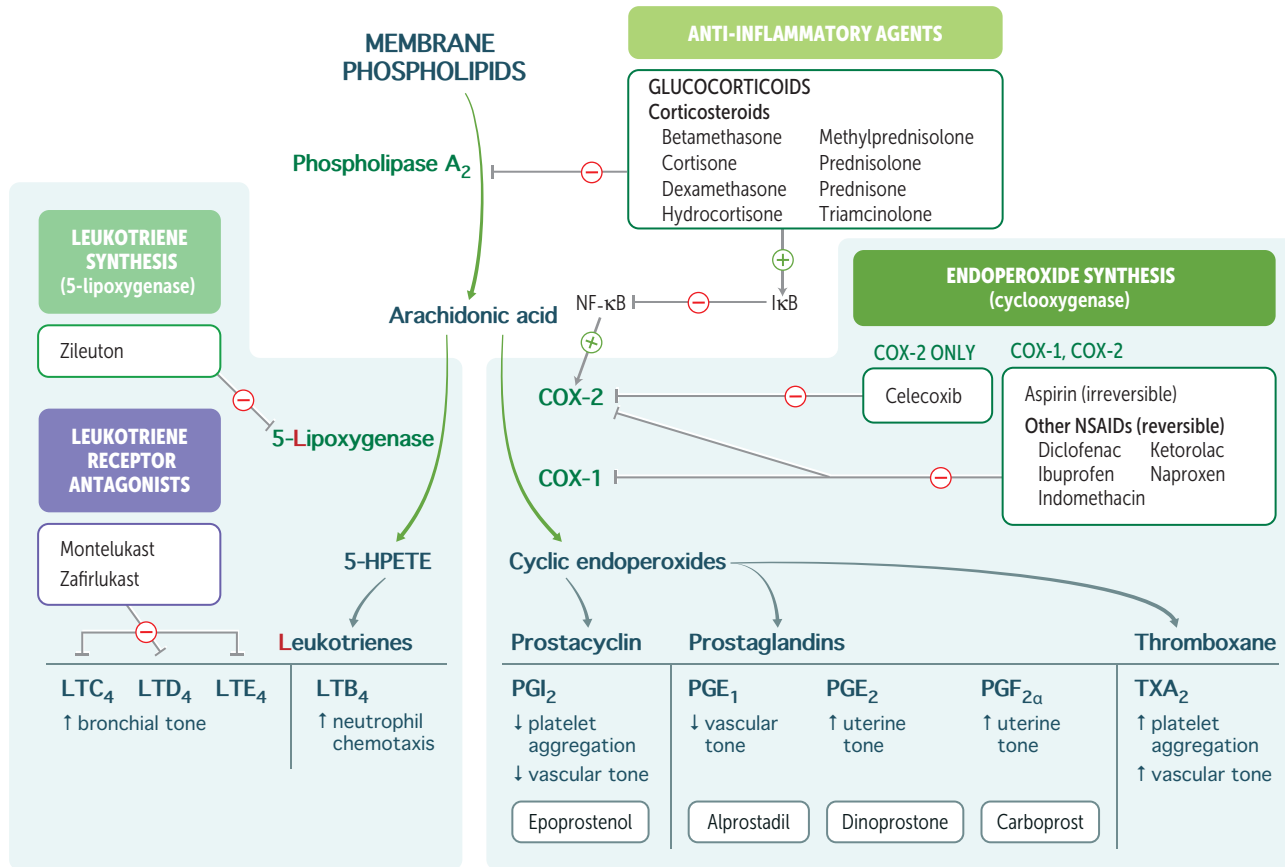 MEMBRANE
PHOSPHOLIPIDS
ANTI-INFLAMMATORY AGENTS
GLUCOCORTICOIDS
Corticosteroids
Betamethasone Methylprednisolone
Cortisone Prednisolone
Dexamethasone Prednisone
Hydrocortisone Triamcinolone
Phospholipase A₂
−
+
LEUKOTRIENE
SYNTHESIS
(5-lipoxygenase)
Zileuton
−
Arachidonic acid
NF-κB
−
IκB
+
ENDOPEROXIDE SYNTHESIS
(cyclooxygenase)
COX-2 ONLY
Celecoxib
COX-1, COX-2
Aspirin (irreversible)
Other NSAIDs (reversible)
Diclofenac Ketorolac
Ibuprofen Naproxen
Indomethacin
COX-2
−
COX-1
−
5-Lipoxygenase
LEUKOTRIENE
RECEPTOR
ANTAGONISTS
Montelukast
Zafirlukast
−
5-HPETE
Cyclic endoperoxides
Leukotrienes
Prostacyclin
Prostaglandins
Thromboxane
LTC₄ LTD₄ LTE₄
↑ bronchial tone
LTB₄
↑ neutrophil
chemotaxis
PGI₂
↓ platelet
aggregation
↓ vascular tone
Epoprostenol
PGE₁
↓ vascular
tone
Alprostadil
PGE₂
↑ uterine
tone
Dinoprostone
PGF₂α
↑ uterine
tone
Carboprost
TXA₂
↑ platelet
aggregation
↑ vascular tone